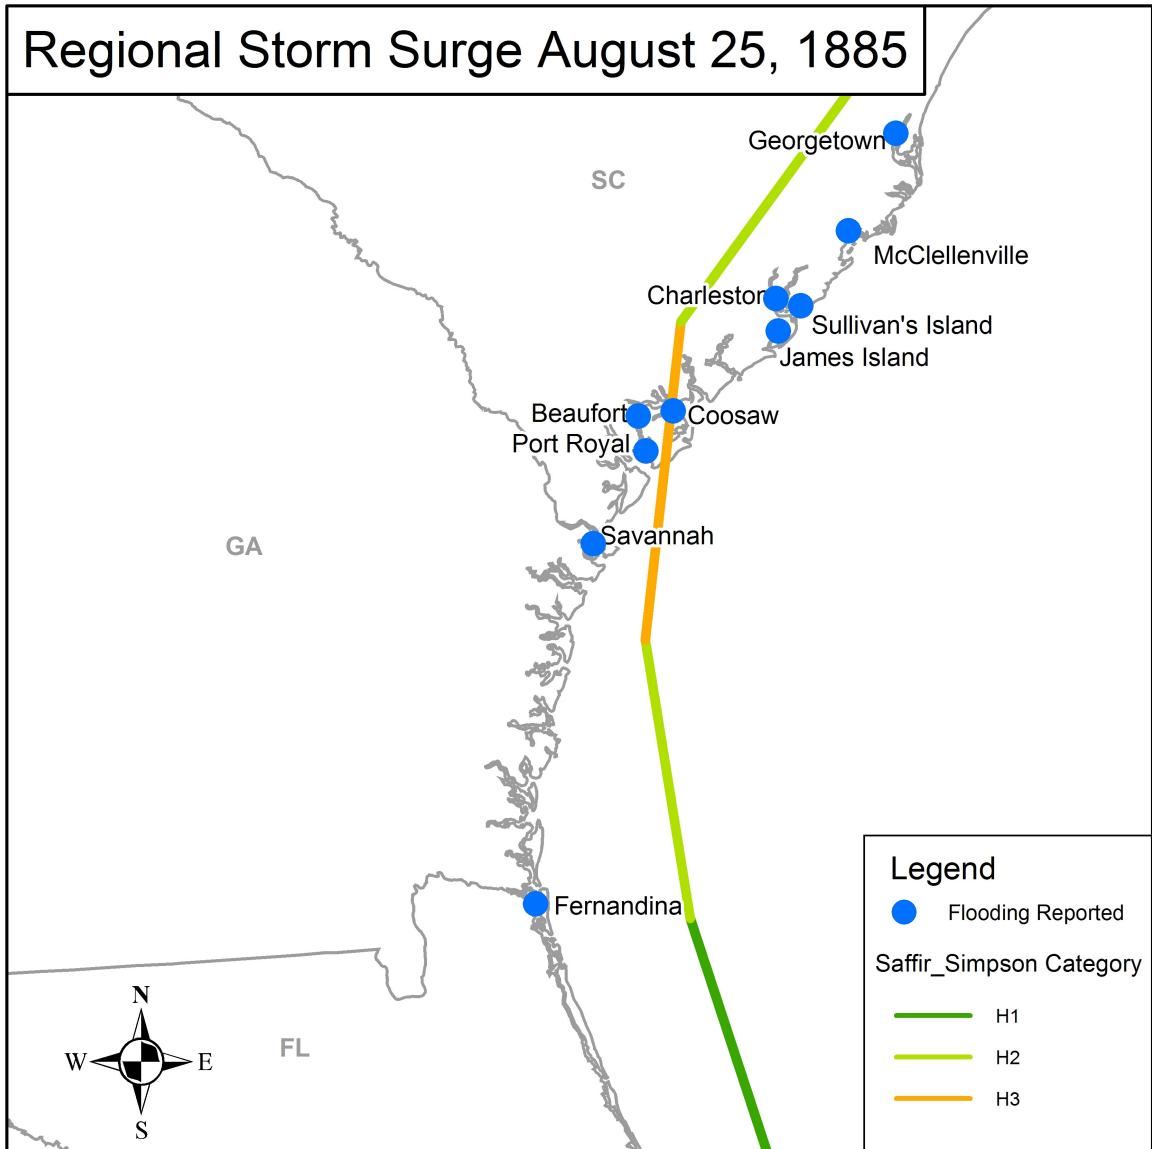 Regional Storm Surge August 25, 1885
Georgetown
SC
McClellenville
Charleston
Sullivan's Island
James Island
Beaufort
Coosaw
Port Royal
Savannah
GA
Fernandina
Legend
Flooding Reported
Saffir_Simpson Category
H1
H2
H3
N
W E
S
FL